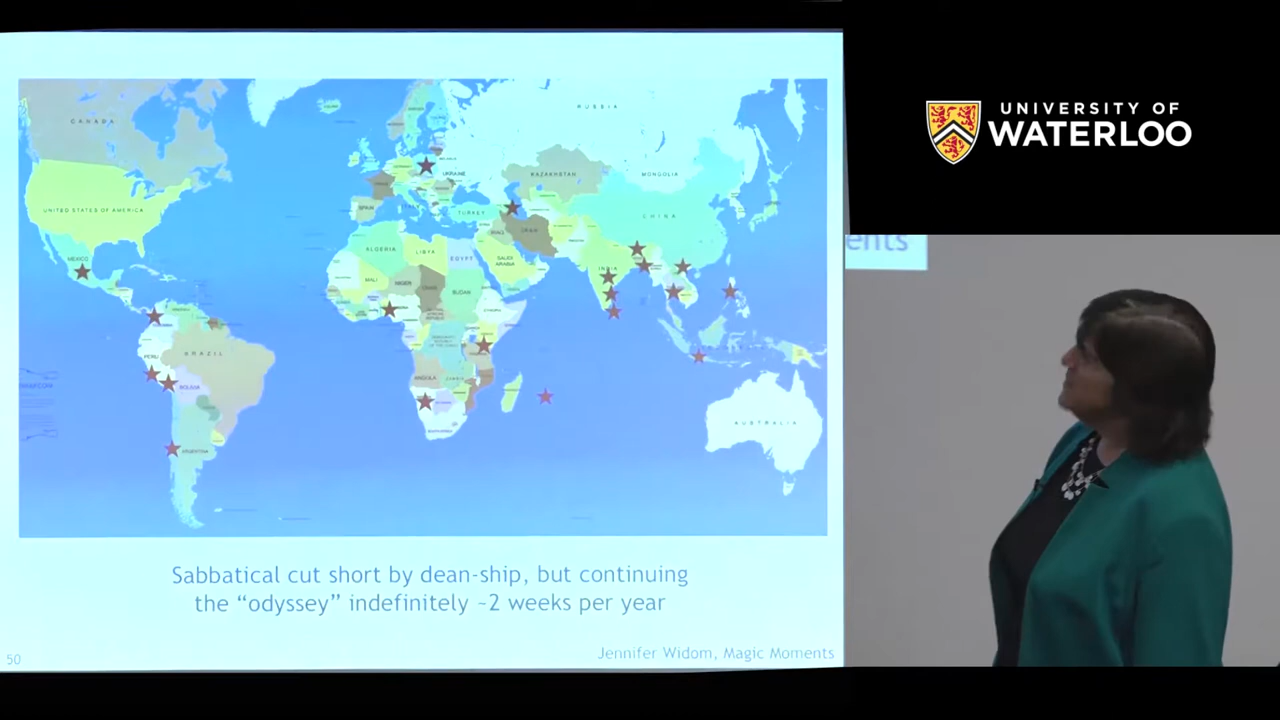 UNIVERSITY OF
WATERLOO
ents
CANADA
RUSSIA
UNITED STATES OF AMERICA
MEXICO
UKRAINE
KAZAKHSTAN
MONGOLIA
CHINA
SPAIN
TURKEY
IRAQ
IRAN
ALGERIA
LIBYA
EGYPT
SAUDI
ARABIA
INDIA
MALI
NIGER
SUDAN
PERU
BRAZIL
BOLIVIA
ANGOLA
ARGENTINA
AUSTRALIA
Sabbatical cut short by dean-ship, but continuing
the “odyssey” indefinitely ~2 weeks per year
50
Jennifer Widom, Magic Moments